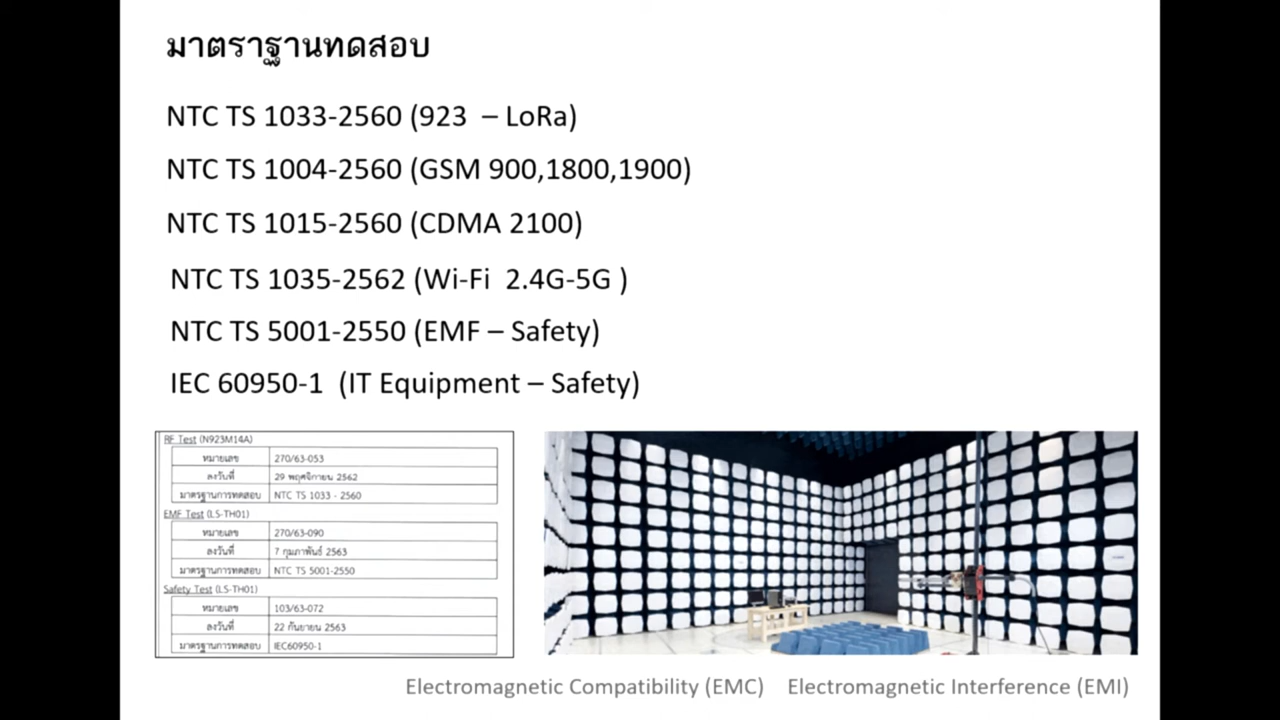 มาตราฐานทดสอบ
NTC TS 1033-2560 (923 – LoRa)
NTC TS 1004-2560 (GSM 900,1800,1900)
NTC TS 1015-2560 (CDMA 2100)
NTC TS 1035-2562 (Wi-Fi 2.4G-5G )
NTC TS 5001-2550 (EMF – Safety)
IEC 60950-1 (IT Equipment – Safety)
RF Test (N923M14A)
หมายเลข 270/63-053
ลงวันที่ 29 พฤศจิกายน 2562
มาตรฐานการทดสอบ NTC TS 1033 - 2560
EMF Test (LS-TH01)
หมายเลข 270/63-090
ลงวันที่ 7 กุมภาพันธ์ 2563
มาตรฐานการทดสอบ NTC TS 5001-2550
Safety Test (LS-TH01)
หมายเลข 103/63-072
ลงวันที่ 22 กันยายน 2563
มาตรฐานการทดสอบ IEC60950-1
Electromagnetic Compatibility (EMC) Electromagnetic Interference (EMI)